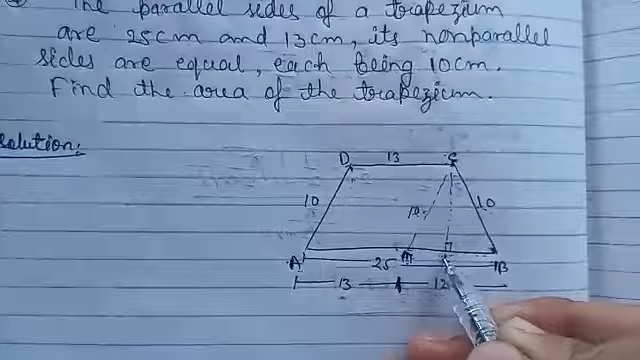 The parallel sides of a trapezium
are 25cm and 13cm, its nonparallel
sides are equal, each being 10cm.
Find the area of the trapezium.
Solution:
D 13 C
10 10 10
A 25 M B
13 12